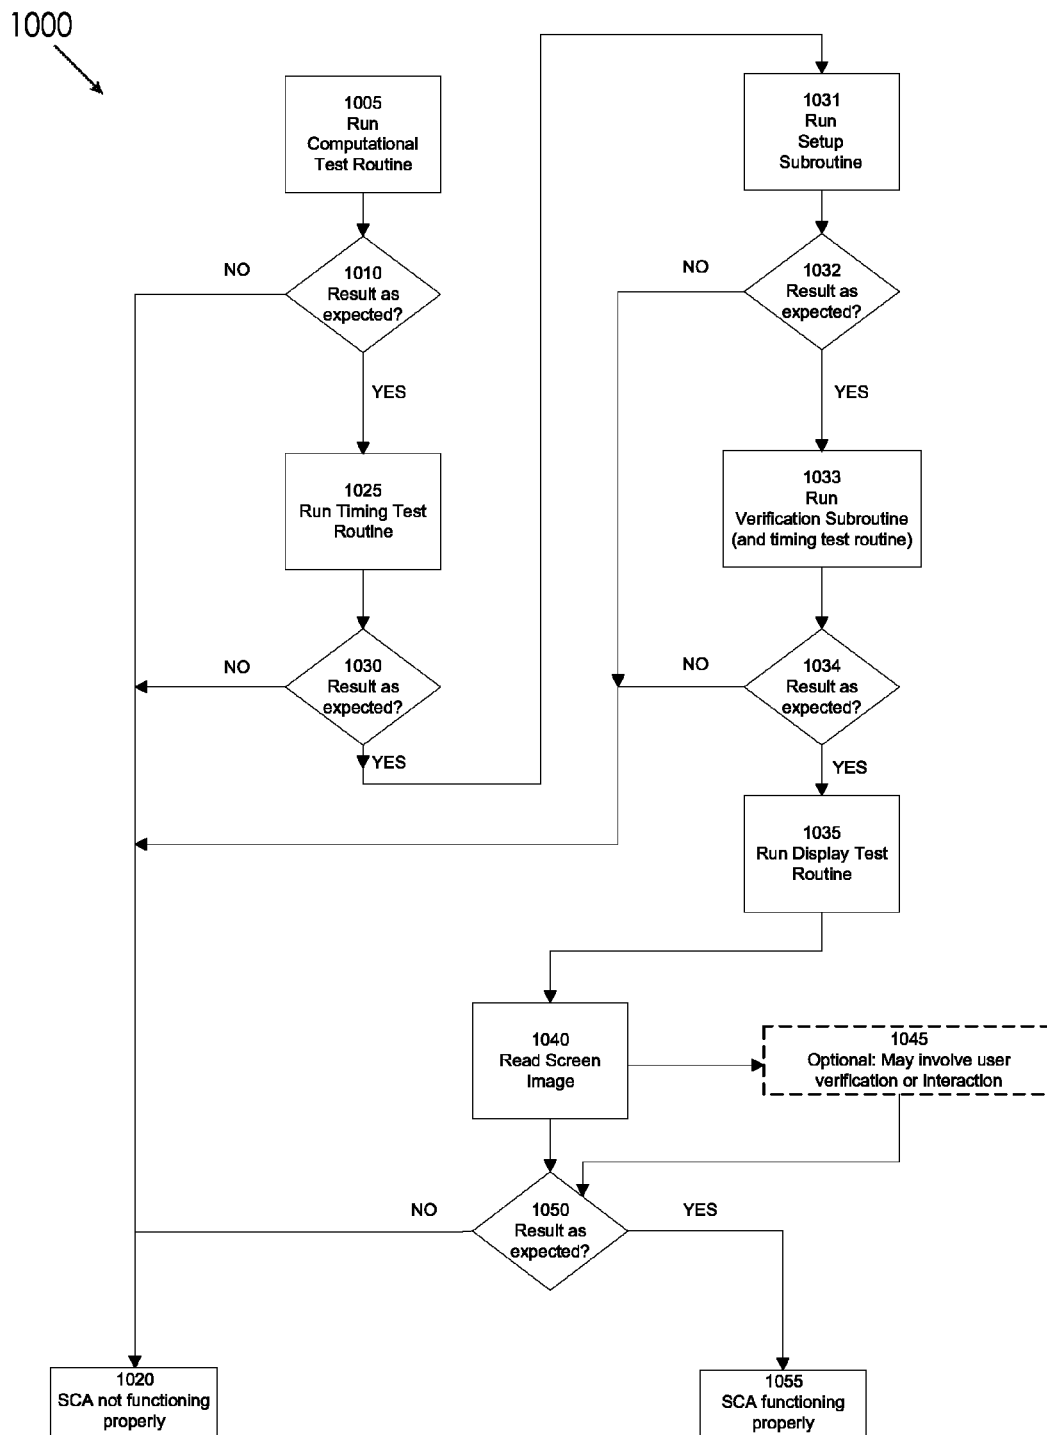 1000
1005
Run
Computational
Test Routine
NO
1010
Result as
expected?
YES
1025
Run Timing Test
Routine
NO
1030
Result as
expected?
YES
1031
Run
Setup
Subroutine
NO
1032
Result as
expected?
YES
1033
Run
Verification Subroutine
(and timing test routine)
NO
1034
Result as
expected?
YES
1035
Run Display Test
Routine
1040
Read Screen
Image
1045
Optional: May involve user
verification or interaction
NO
1050
Result as
expected?
YES
1020
SCA not functioning
properly
1055
SCA functioning
properly